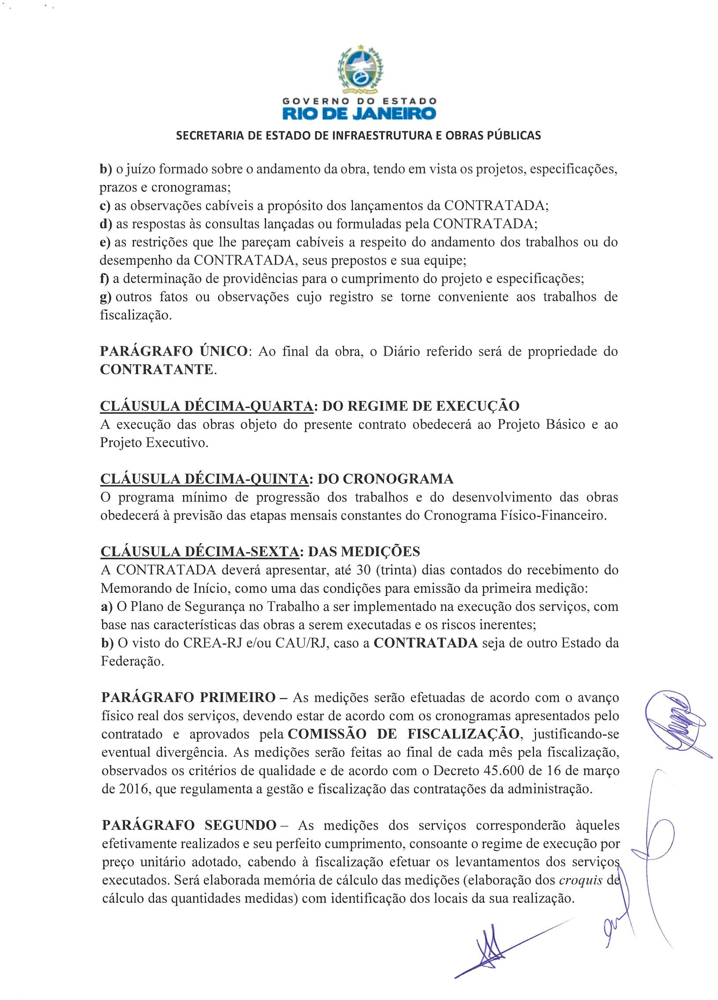 GOVERNO DO ESTADO
RIO DE JANEIRO
SECRETARIA DE ESTADO DE INFRAESTRUTURA E OBRAS PÚBLICAS
b) o juízo formado sobre o andamento da obra, tendo em vista os projetos, especificações,
prazos e cronogramas;
c) as observações cabíveis a propósito dos lançamentos da CONTRATADA;
d) as respostas às consultas lançadas ou formuladas pela CONTRATADA;
e) as restrições que lhe pareçam cabíveis a respeito do andamento dos trabalhos ou do
desempenho da CONTRATADA, seus prepostos e sua equipe;
f) a determinação de providências para o cumprimento do projeto e especificações;
g) outros fatos ou observações cujo registro se torne conveniente aos trabalhos de
fiscalização.
PARÁGRAFO ÚNICO: Ao final da obra, o Diário referido será de propriedade do
CONTRATANTE.
CLÁUSULA DÉCIMA-QUARTA: DO REGIME DE EXECUÇÃO
A execução das obras objeto do presente contrato obedecerá ao Projeto Básico e ao
Projeto Executivo.
CLÁUSULA DÉCIMA-QUINTA: DO CRONOGRAMA
O programa mínimo de progressão dos trabalhos e do desenvolvimento das obras
obedecerá à previsão das etapas mensais constantes do Cronograma Físico-Financeiro.
CLÁUSULA DÉCIMA-SEXTA: DAS MEDIÇÕES
A CONTRATADA deverá apresentar, até 30 (trinta) dias contados do recebimento do
Memorando de Início, como uma das condições para emissão da primeira medição:
a) O Plano de Segurança no Trabalho a ser implementado na execução dos serviços, com
base nas características das obras a serem executadas e os riscos inerentes;
b) O visto do CREA-RJ e/ou CAU/RJ, caso a CONTRATADA seja de outro Estado da
Federação.
PARÁGRAFO PRIMEIRO – As medições serão efetuadas de acordo com o avanço
físico real dos serviços, devendo estar de acordo com os cronogramas apresentados pelo
contratado e aprovados pela COMISSÃO DE FISCALIZAÇÃO, justificando-se
eventual divergência. As medições serão feitas ao final de cada mês pela fiscalização,
observados os critérios de qualidade e de acordo com o Decreto 45.600 de 16 de março
de 2016, que regulamenta a gestão e fiscalização das contratações da administração.
PARÁGRAFO SEGUNDO – As medições dos serviços corresponderão àqueles
efetivamente realizados e seu perfeito cumprimento, consoante o regime de execução por
preço unitário adotado, cabendo à fiscalização efetuar os levantamentos dos serviços
executados. Será elaborada memória de cálculo das medições (elaboração dos croquis de
cálculo das quantidades medidas) com identificação dos locais da sua realização.